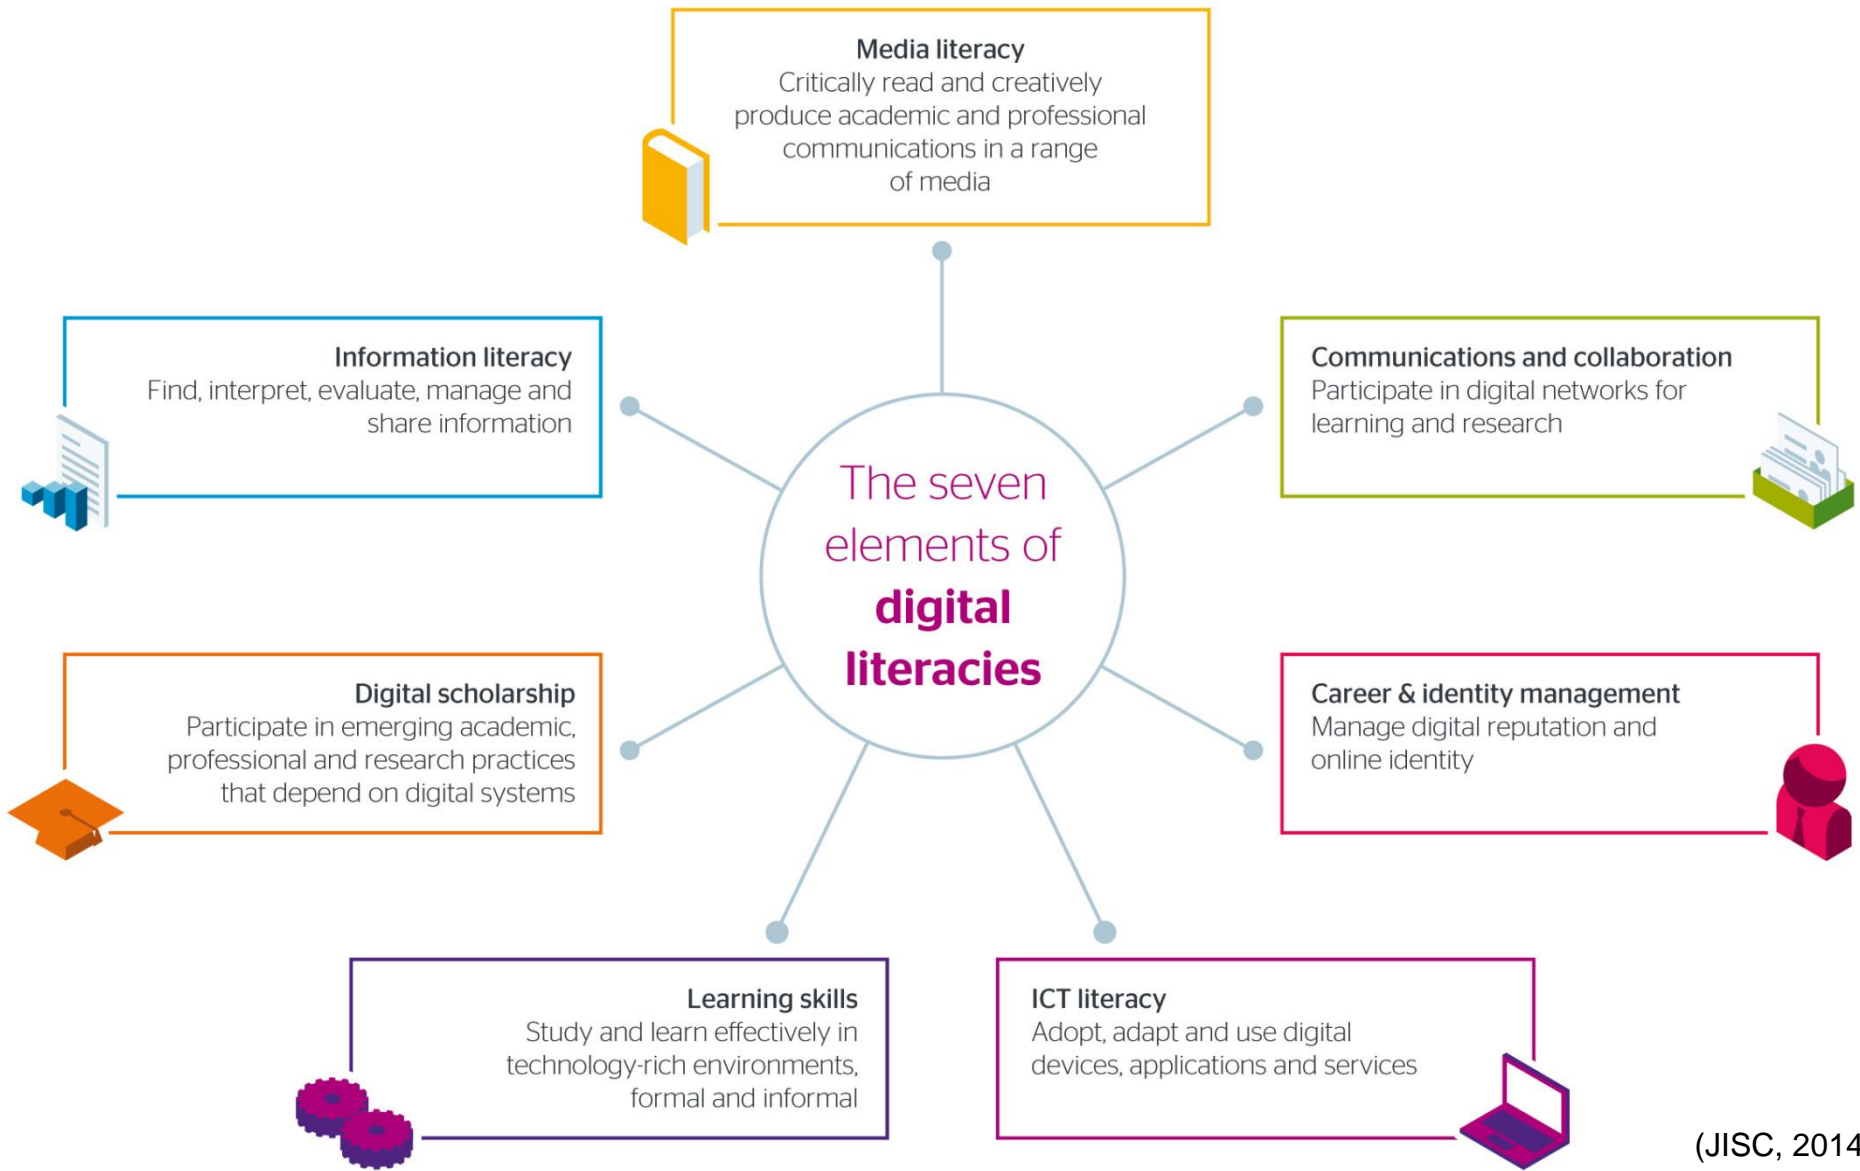 Media literacy
Critically read and creatively
produce academic and professional
communications in a range
of media
Information literacy
Find, interpret, evaluate, manage and
share information
Communications and collaboration
Participate in digital networks for
learning and research
The seven
elements of
digital
literacies
Digital scholarship
Participate in emerging academic,
professional and research practices
that depend on digital systems
Career & identity management
Manage digital reputation and
online identity
Learning skills
Study and learn effectively in
technology-rich environments,
formal and informal
ICT literacy
Adopt, adapt and use digital
devices, applications and services
(JISC, 2014